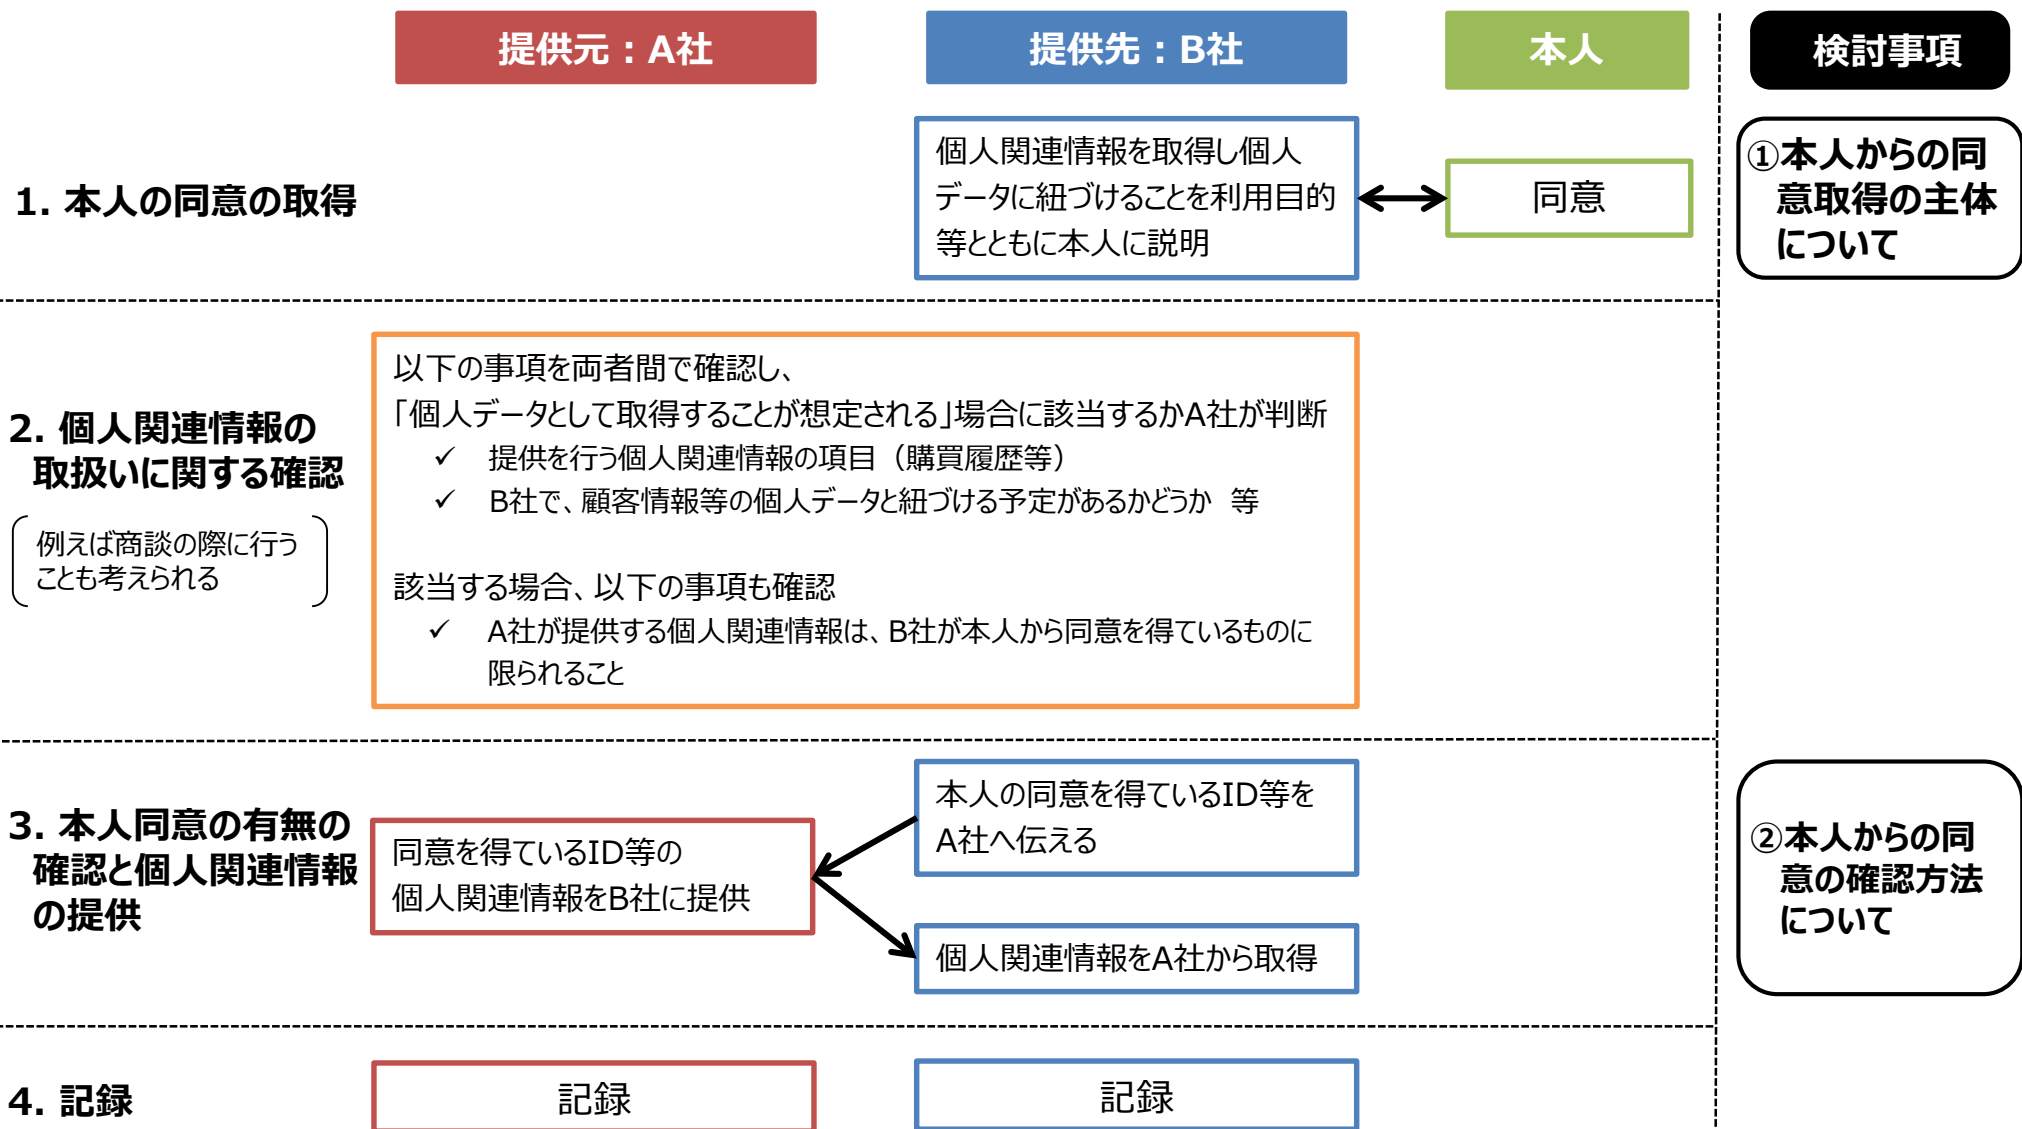 提供元：A社
提供先：B社
本人
検討事項
1. 本人の同意の取得
個人関連情報を取得し個人
データに紐づけることを利用目的
等とともに本人に説明
同意
①本人からの同
意取得の主体
について
2. 個人関連情報の
取扱いに関する確認
例えば商談の際に行う
ことも考えられる
以下の事項を両者間で確認し、
「個人データとして取得することが想定される」場合に該当するかA社が判断
✓ 提供を行う個人関連情報の項目（購買履歴等）
✓ B社で、顧客情報等の個人データと紐づける予定があるかどうか 等
該当する場合、以下の事項も確認
✓ A社が提供する個人関連情報は、B社が本人から同意を得ているものに
限られること
3. 本人同意の有無の
確認と個人関連情報
の提供
同意を得ているID等の
個人関連情報をB社に提供
本人の同意を得ているID等を
A社へ伝える
個人関連情報をA社から取得
②本人からの同
意の確認方法
について
4. 記録
記録
記録